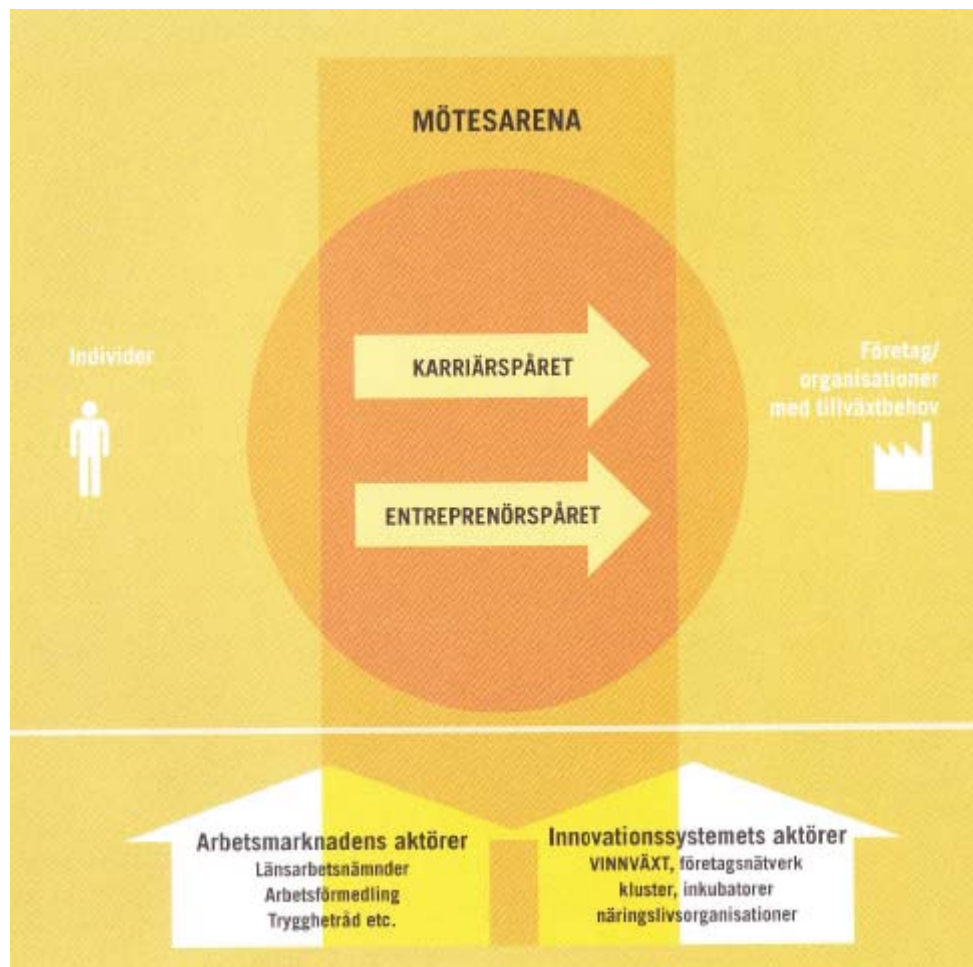 MÖTESARENA
Individer
KARRIÄRSPÅRET
Företag/
organisationer
med tillväxtbehov
ENTREPRENÖRSPÅRET
Arbetsmarknadens aktörer
Länsarbetsnämnder
Arbetsförmedling
Trygghetråd etc.
Innovationssystemets aktörer
VINNVÄXT, företagsnätverk
kluster, inkubatorer
näringslivsorganisationer